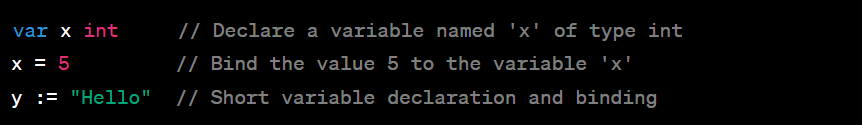 var x int     // Declare a variable named 'x' of type int
x = 5         // Bind the value 5 to the variable 'x'
y := "Hello"  // Short variable declaration and binding